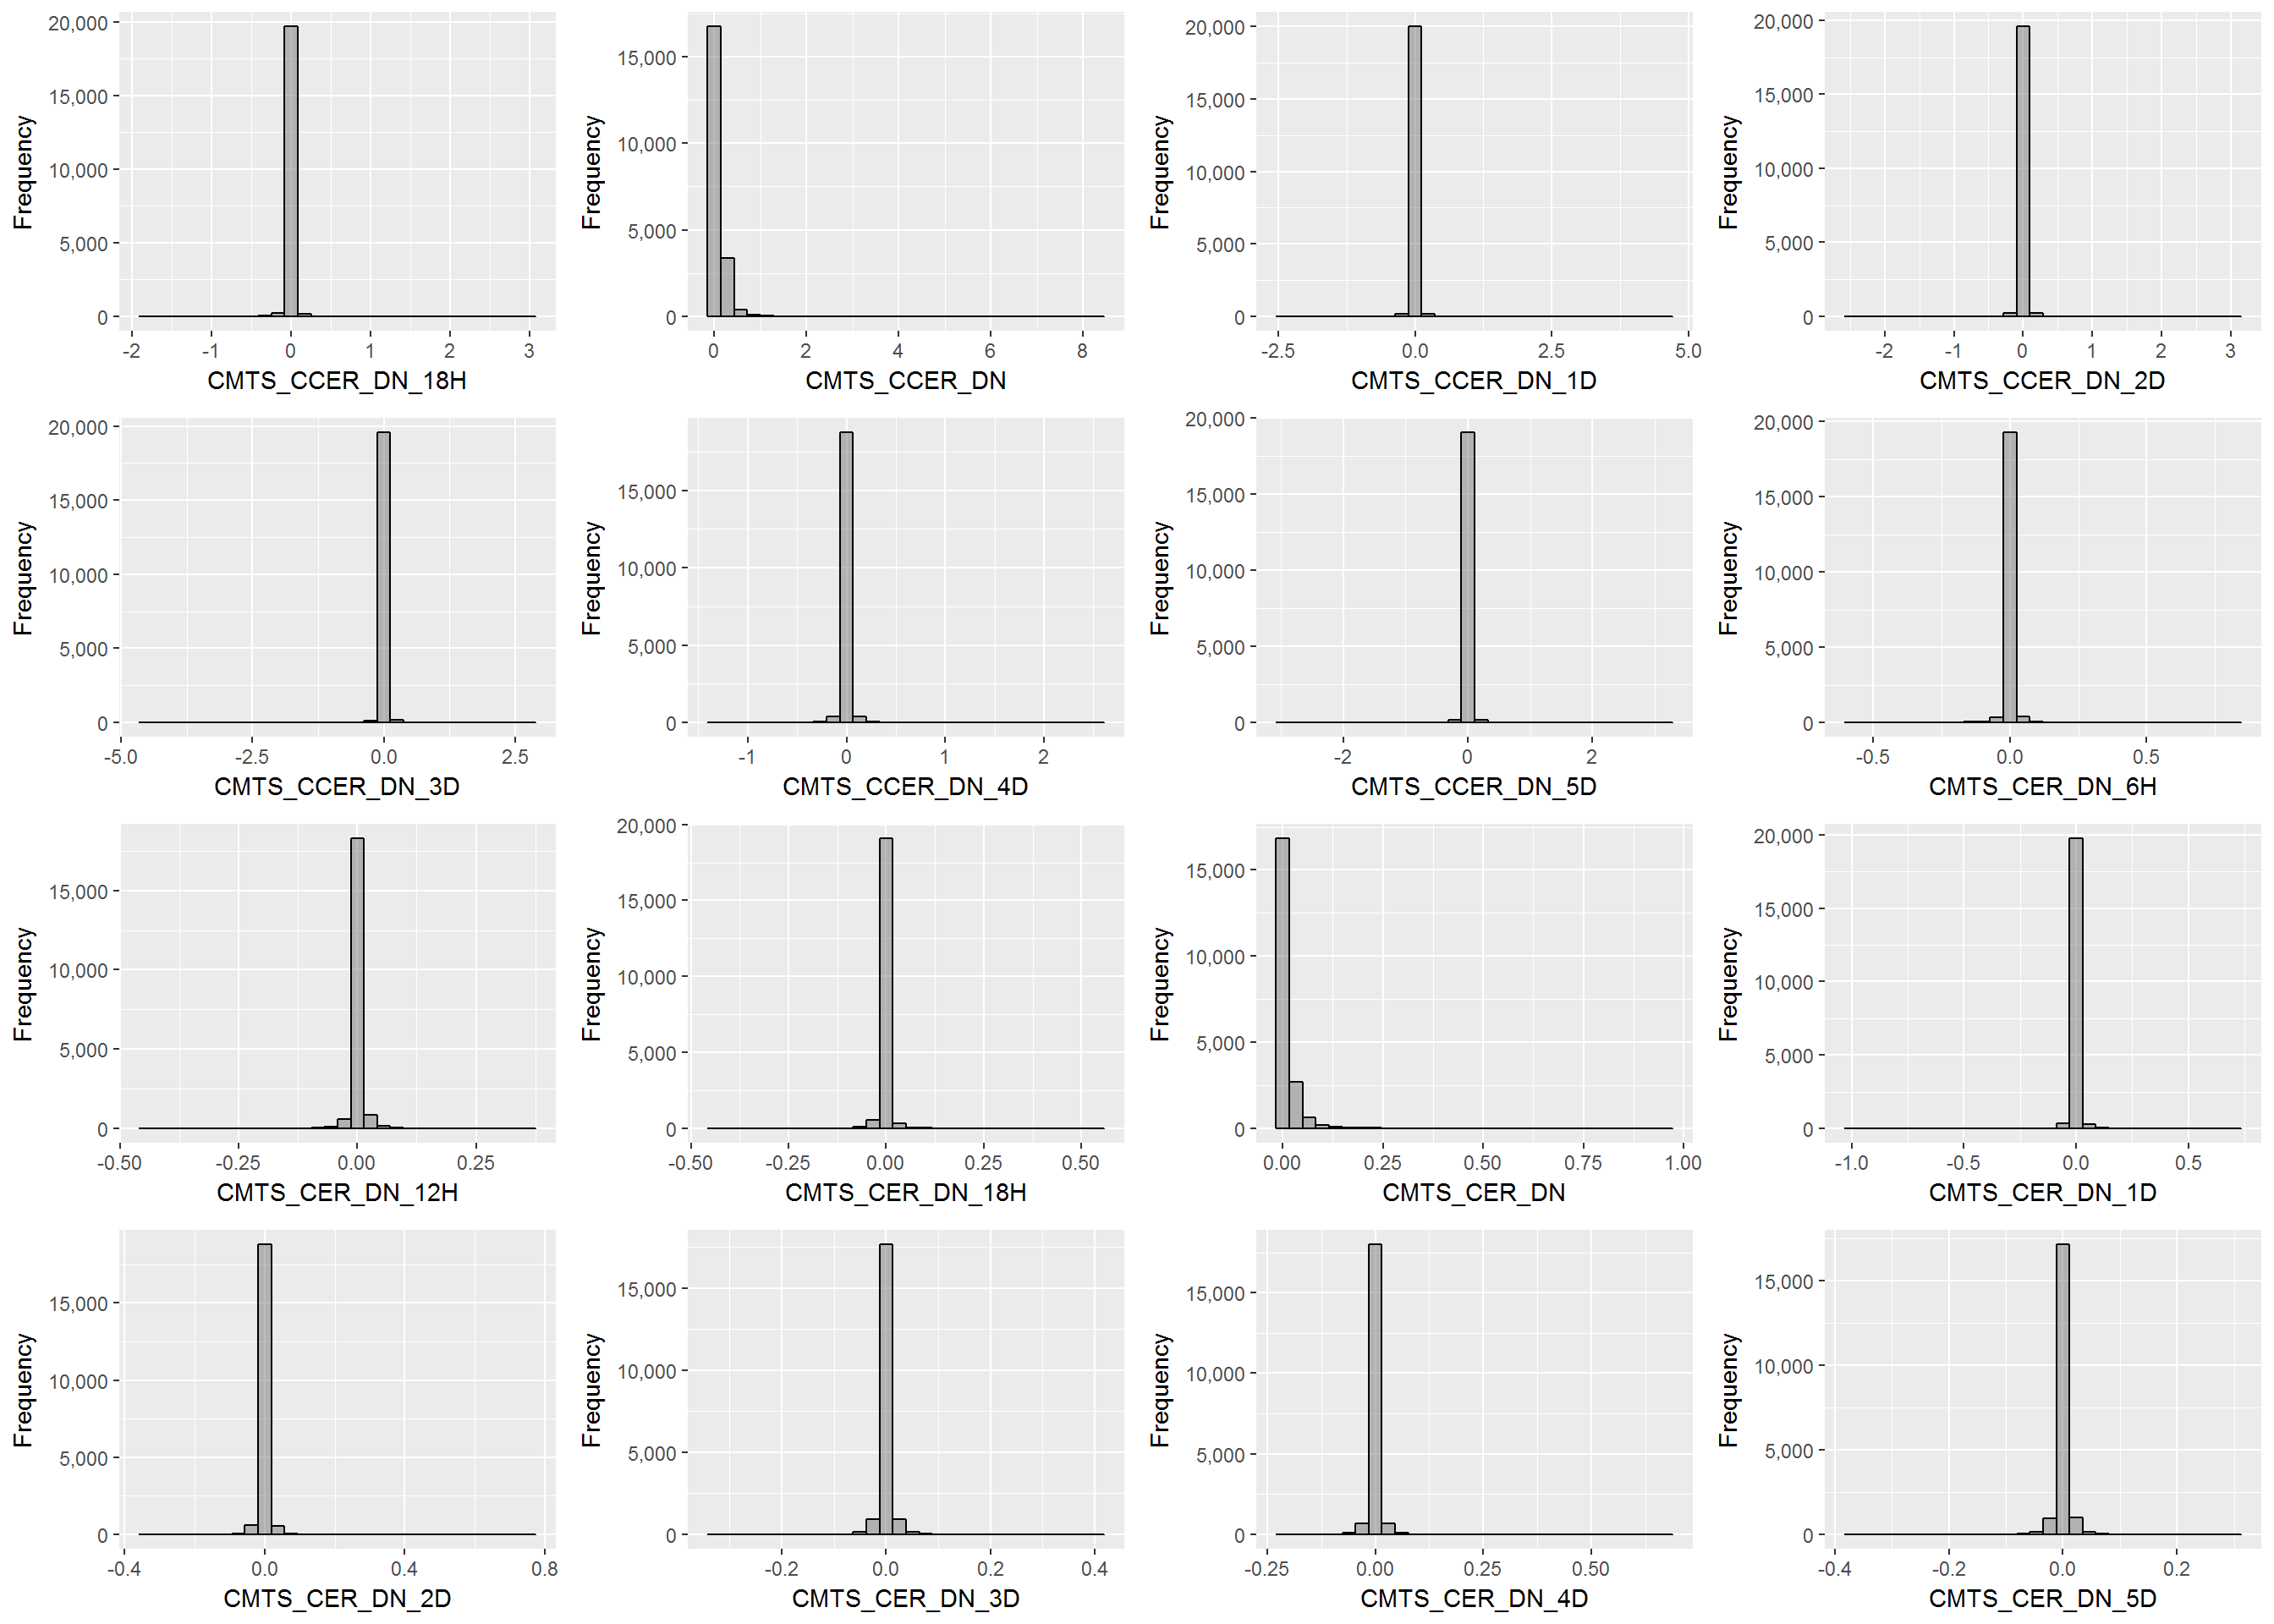 20,000
15,000
10,000
5,000
0
Frequency
-2 -1 0 1 2 3
CMTS_CCER_DN_18H
15,000
10,000
5,000
0
Frequency
0 2 4 6 8
CMTS_CCER_DN
20,000
15,000
10,000
5,000
0
Frequency
-2.5 0.0 2.5 5.0
CMTS_CCER_DN_1D
20,000
15,000
10,000
5,000
0
Frequency
-2 -1 0 1 2 3
CMTS_CCER_DN_2D
20,000
15,000
10,000
5,000
0
Frequency
-5.0 -2.5 0.0 2.5
CMTS_CCER_DN_3D
15,000
10,000
5,000
0
Frequency
-1 0 1 2
CMTS_CCER_DN_4D
20,000
15,000
10,000
5,000
0
Frequency
-2 0 2
CMTS_CCER_DN_5D
20,000
15,000
10,000
5,000
0
Frequency
-0.5 0.0 0.5
CMTS_CER_DN_6H
15,000
10,000
5,000
0
Frequency
-0.50 -0.25 0.00 0.25
CMTS_CER_DN_12H
20,000
15,000
10,000
5,000
0
Frequency
-0.50 -0.25 0.00 0.25 0.50
CMTS_CER_DN_18H
15,000
10,000
5,000
0
Frequency
0.00 0.25 0.50 0.75 1.00
CMTS_CER_DN
20,000
15,000
10,000
5,000
0
Frequency
-1.0 -0.5 0.0 0.5
CMTS_CER_DN_1D
15,000
10,000
5,000
0
Frequency
-0.4 0.0 0.4 0.8
CMTS_CER_DN_2D
15,000
10,000
5,000
0
Frequency
-0.2 0.0 0.2 0.4
CMTS_CER_DN_3D
15,000
10,000
5,000
0
Frequency
-0.25 0.00 0.25 0.50
CMTS_CER_DN_4D
15,000
10,000
5,000
0
Frequency
-0.4 -0.2 0.0 0.2
CMTS_CER_DN_5D